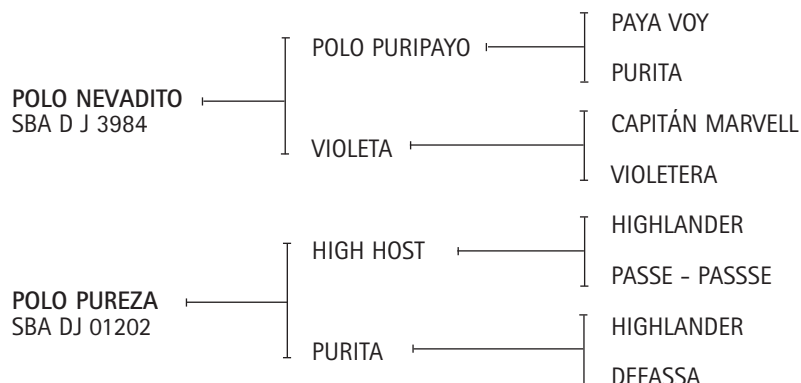 PAYA VOY
POLO PURIPAYO
PURITA
POLO NEVADITO
SBA D J 3984
CAPITÁN MARVELL
VIOLETA
VIOLETERA
HIGHLANDER
HIGH HOST
PASSE - PASSSE
POLO PUREZA
SBA DJ 01202
HIGHLANDER
PURITA
DEFASSA